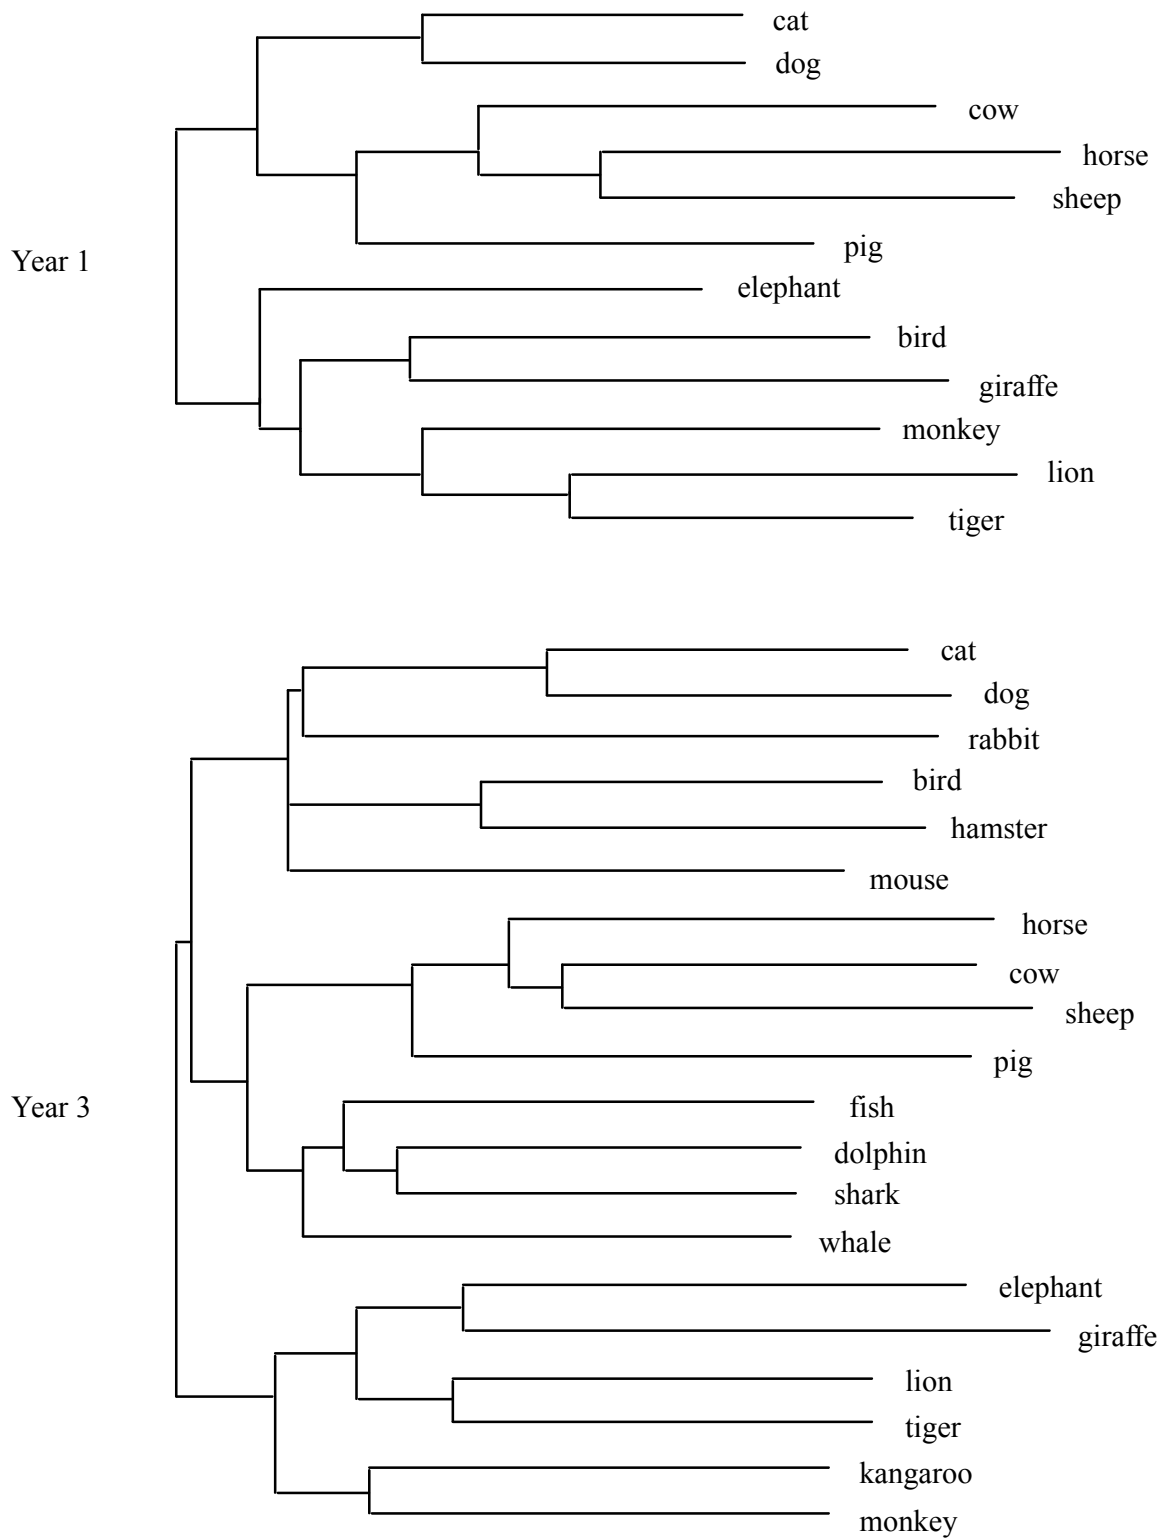 cat
dog
cow
horse
sheep
pig
Year 1
elephant
bird
giraffe
monkey
lion
tiger
cat
dog
rabbit
bird
hamster
mouse
horse
cow
sheep
pig
Year 3
fish
dolphin
shark
whale
elephant
giraffe
lion
tiger
kangaroo
monkey